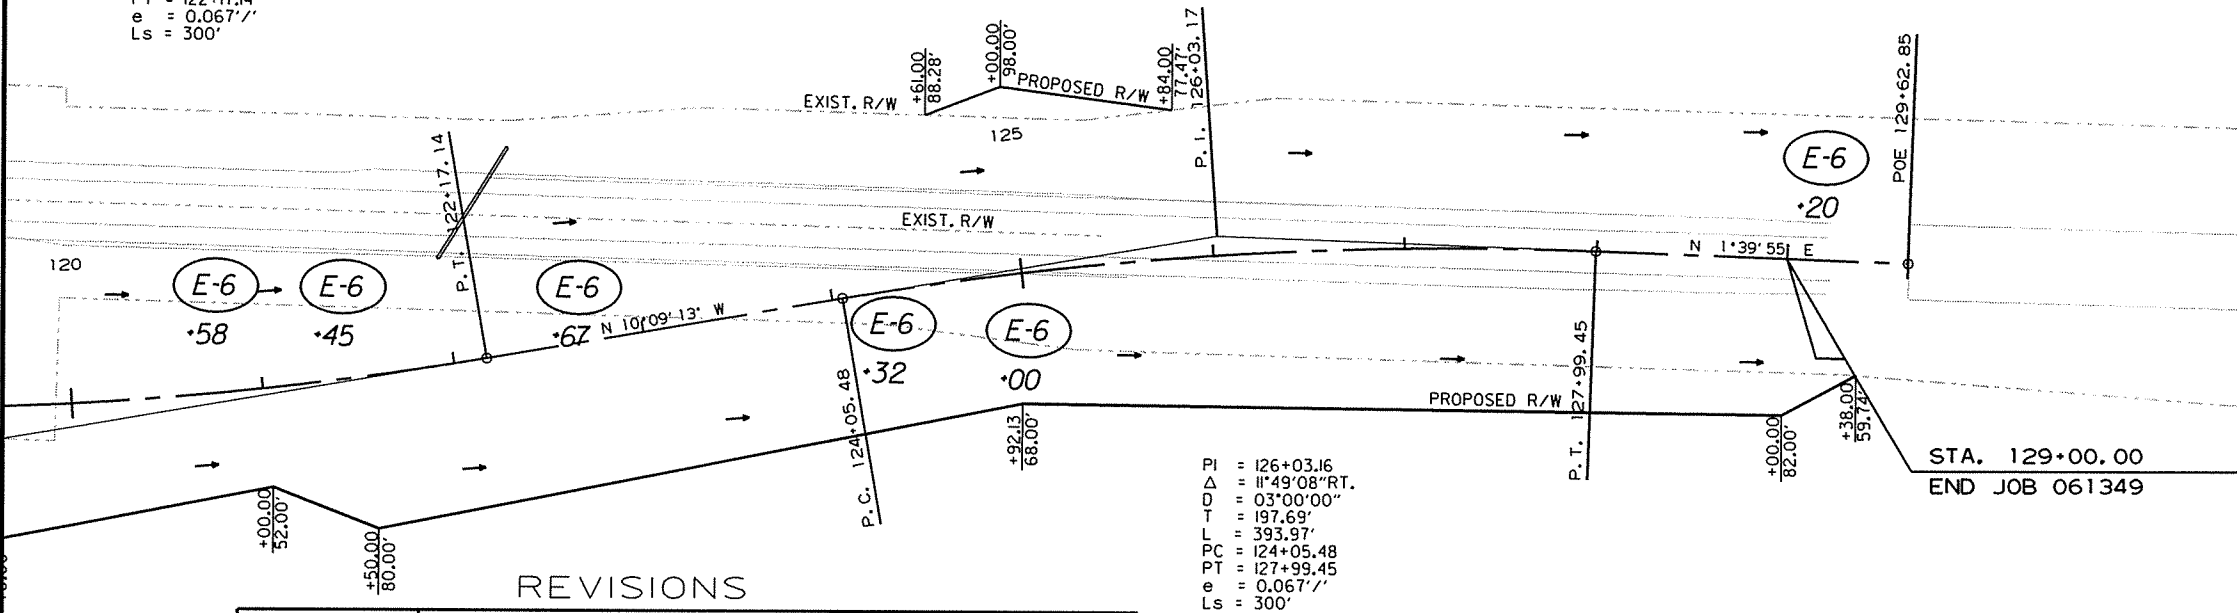 e = 0.067'/'
Ls = 300'
EXIST. R/W
+61.00
88.28'
+00.00
98.00'
PROPOSED R/W
+84.00
77.47'
P. I. 126+03.17
125
POE 129+62.85
E-6
+20
P.T. 122+17.14
EXIST. R/W
120
E-6
+58
E-6
+45
E-6
+67
N 10°09'13" W
N 1°39'55" E
E-6
+32
E-6
+00
P.C. 124+05.48
P.T. 127+99.45
PROPOSED R/W
+00.00
52.00'
+50.00
80.00'
+92.13
68.00'
+00.00
82.00'
+38.00
59.74'
STA. 129+00.00
END JOB 061349
PI = 126+03.16
Δ = 11°49'08"RT.
D = 03°00'00"
T = 197.69'
L = 393.97'
PC = 124+05.48
PT = 127+99.45
e = 0.067'/'
Ls = 300'
REVISIONS